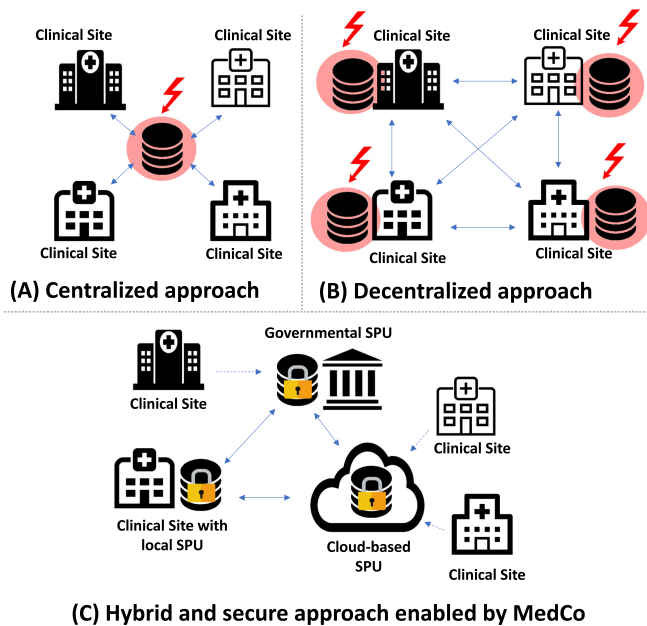 Clinical Site
Clinical Site
Clinical Site
Clinical Site
(A) Centralized approach
Clinical Site
Clinical Site
Clinical Site
Clinical Site
(B) Decentralized approach
Governmental SPU
Clinical Site
Clinical Site
Clinical Site with
local SPU
Cloud-based
SPU
Clinical Site
(C) Hybrid and secure approach enabled by MedCo